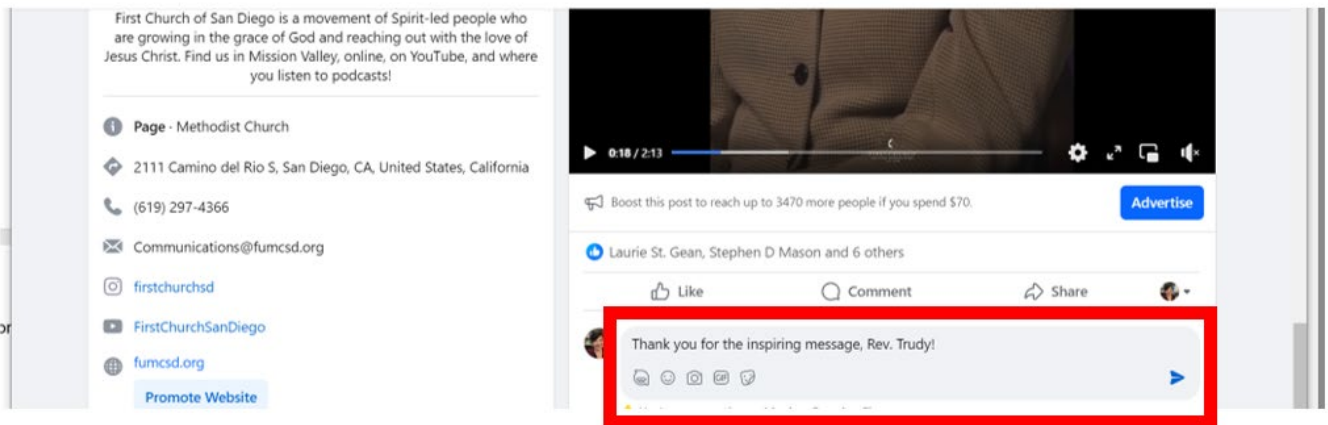 First Church of San Diego is a movement of Spirit-led people who
are growing in the grace of God and reaching out with the love of
Jesus Christ. Find us in Mission Valley, online, on YouTube, and where
you listen to podcasts!
Page · Methodist Church
2111 Camino del Rio S, San Diego, CA, United States, California
(619) 297-4366
Communications@fumcsd.org
firstchurchsd
FirstChurchSanDiego
fumcsd.org
Promote Website
0:18 / 2:13
Boost this post to reach up to 3470 more people if you spend $70.
Advertise
Laurie St. Gean, Stephen D Mason and 6 others
Like
Comment
Share
Thank you for the inspiring message, Rev. Trudy!
GIF